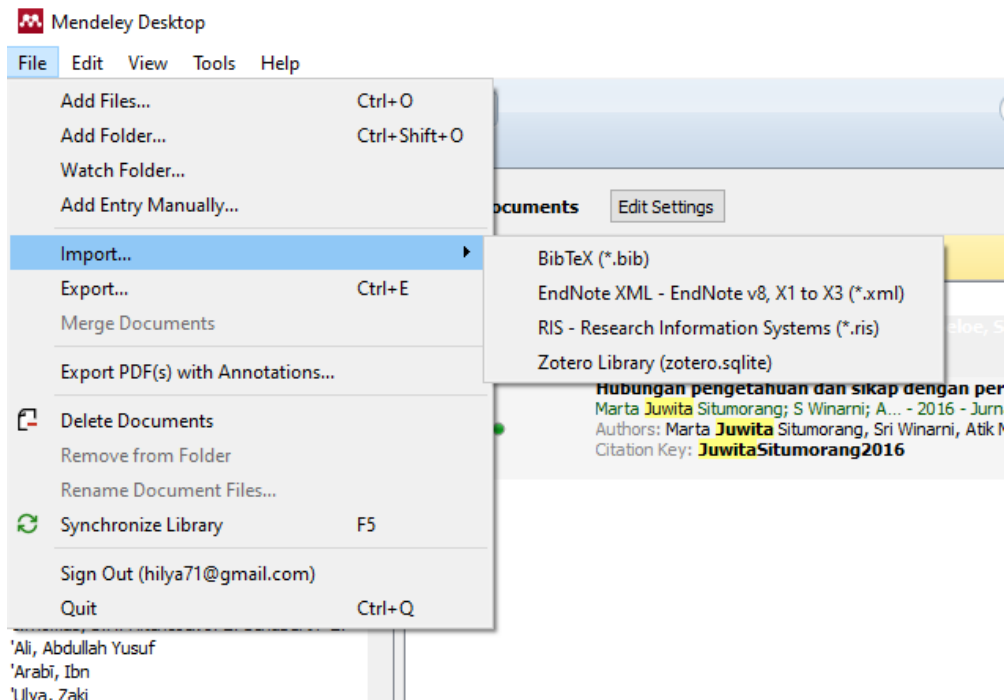 Mendeley Desktop
File Edit View Tools Help
Add Files... Ctrl+O
Add Folder... Ctrl+Shift+O
Watch Folder...
Add Entry Manually...
ocuments Edit Settings
Import...
Export... Ctrl+E
Merge Documents
Export PDF(s) with Annotations...
Delete Documents
Remove from Folder
Rename Document Files...
Synchronize Library F5
Sign Out (hilya71@gmail.com)
Quit Ctrl+Q
BibTeX (*.bib)
EndNote XML - EndNote v8, X1 to X3 (*.xml)
RIS - Research Information Systems (*.ris)
Zotero Library (zotero.sqlite)
Hubungan pengetahuan dan sikap dengan per
Marta Juwita Situmorang; S Winarni; A... - 2016 - Jurn
Authors: Marta Juwita Situmorang, Sri Winarni, Atik
Citation Key: JuwitaSitumorang2016
'Ali, Abdullah Yusuf
'Arabī, Ibn
'Ulya, Zaki